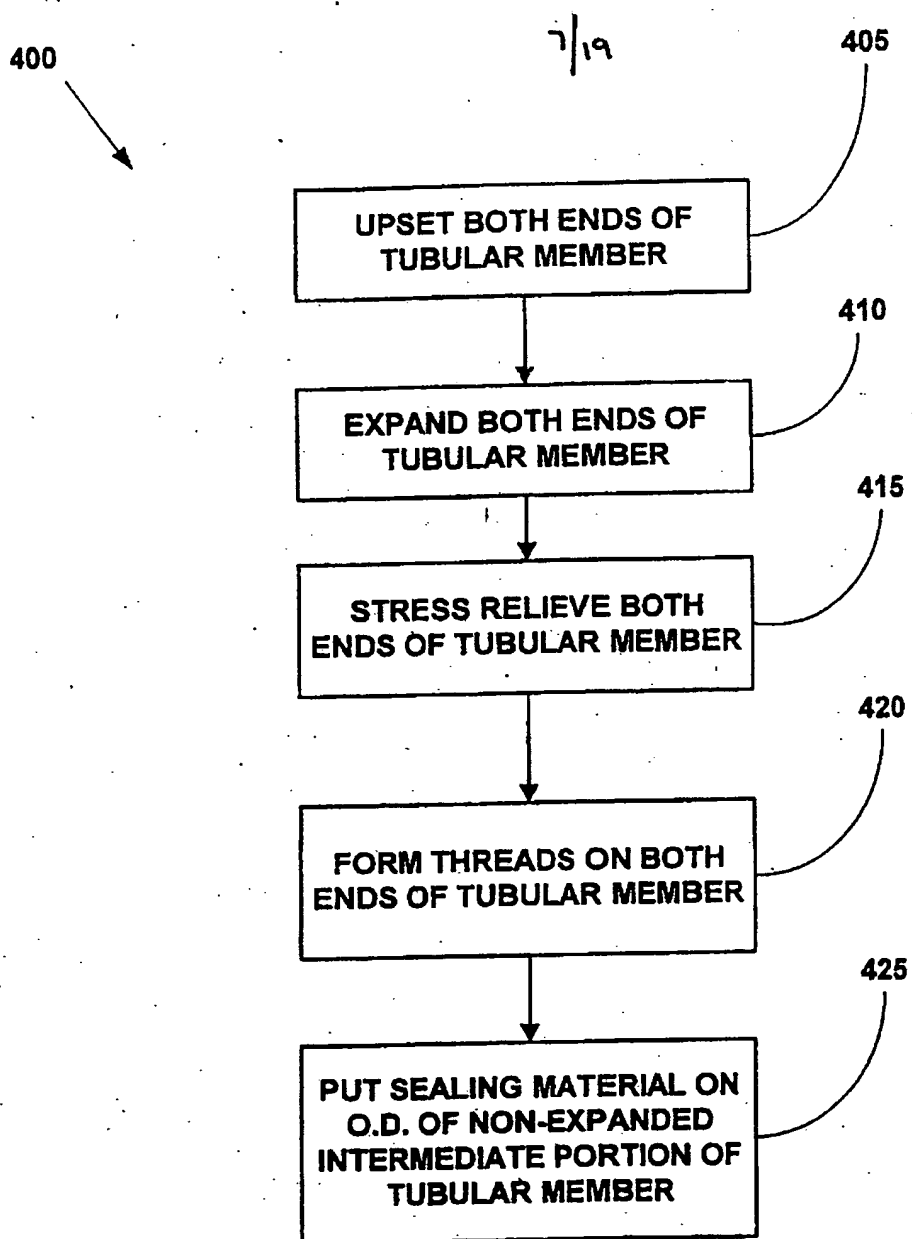 7/19
400
405
UPSET BOTH ENDS OF
TUBULAR MEMBER
410
EXPAND BOTH ENDS OF
TUBULAR MEMBER
415
STRESS RELIEVE BOTH
ENDS OF TUBULAR MEMBER
420
FORM THREADS ON BOTH
ENDS OF TUBULAR MEMBER
425
PUT SEALING MATERIAL ON
O.D. OF NON-EXPANDED
INTERMEDIATE PORTION OF
TUBULAR MEMBER